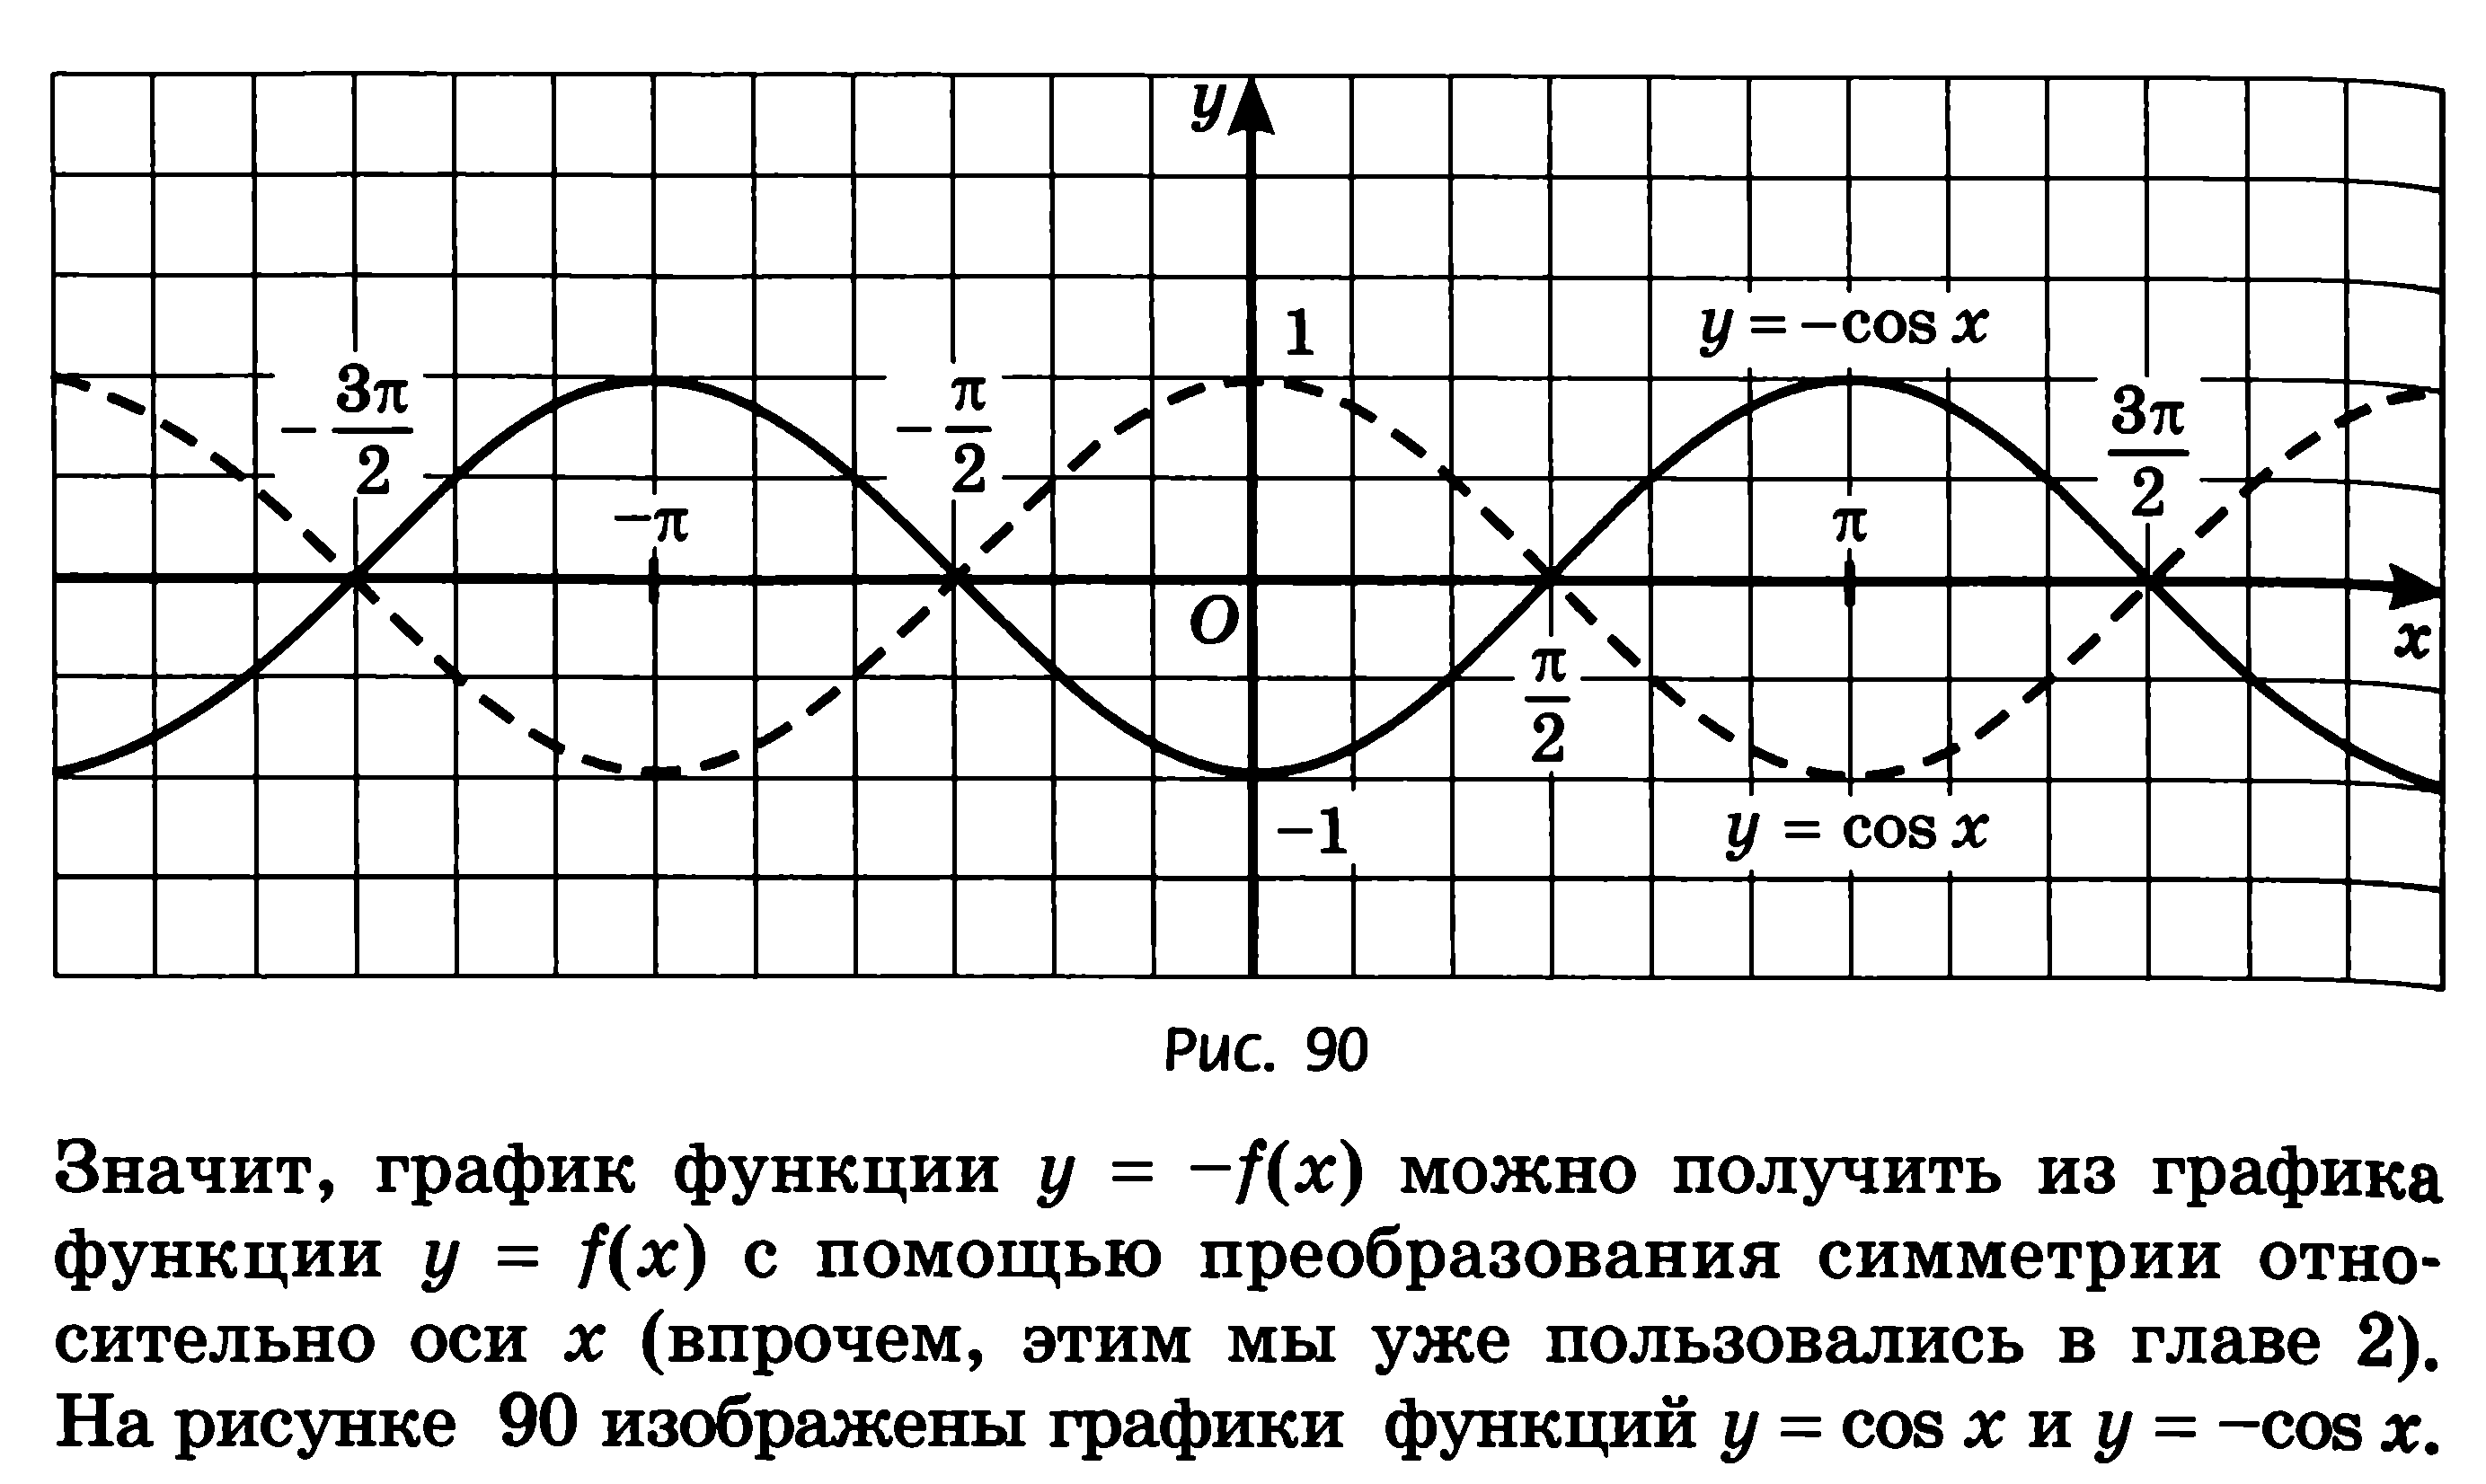 y
1
y = −cos x
− 3π/2
− π/2
3π/2
−π
π
O
x
π/2
−1
y = cos x
Рис. 90
Значит, график функции y = −f(x) можно получить из графика
функции y = f(x) с помощью преобразования симметрии отно-
сительно оси x (впрочем, этим мы уже пользовались в главе 2).
На рисунке 90 изображены графики функций y = cos x и y = −cos x.